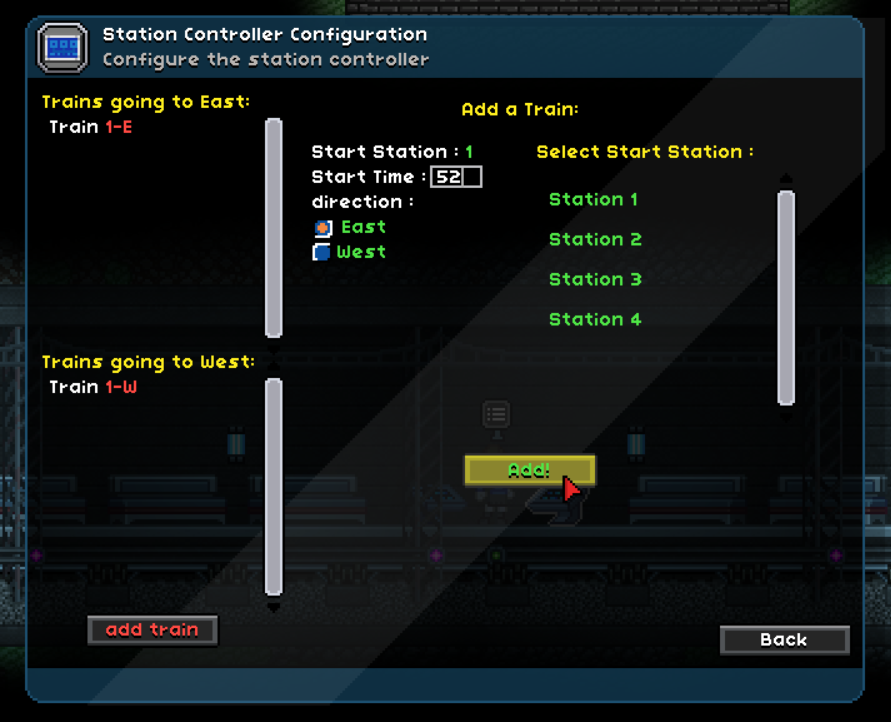 Station Controller Configuration
Configure the station controller
Trains going to East:
Train 1-E
Add a Train:
Start Station : 1
Start Time : 52
direction :
East
West
Select Start Station :
Station 1
Station 2
Station 3
Station 4
Trains going to West:
Train 1-W
Add!
add train
Back